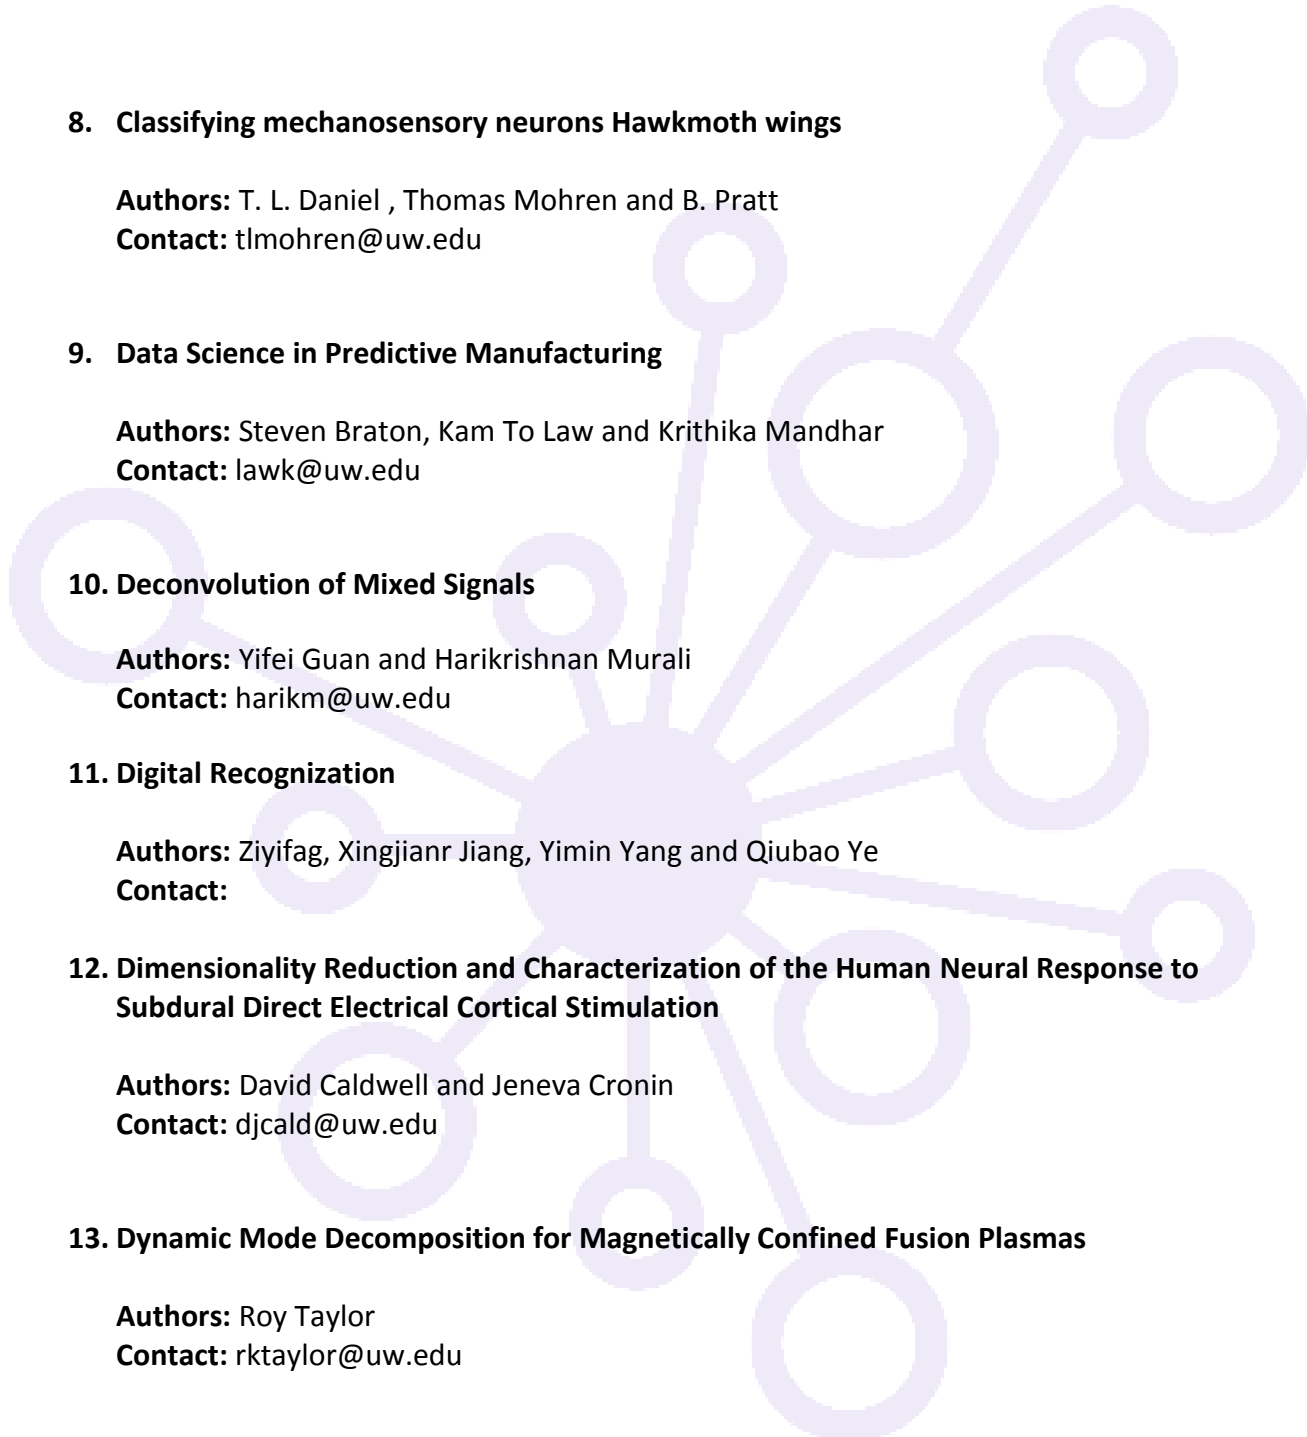 8. Classifying mechanosensory neurons Hawkmoth wings
Authors: T. L. Daniel , Thomas Mohren and B. Pratt
Contact: tlmohren@uw.edu
9. Data Science in Predictive Manufacturing
Authors: Steven Braton, Kam To Law and Krithika Mandhar
Contact: lawk@uw.edu
10. Deconvolution of Mixed Signals
Authors: Yifei Guan and Harikrishnan Murali
Contact: harikm@uw.edu
11. Digital Recognization
Authors: Ziyifag, Xingjianr Jiang, Yimin Yang and Qiubao Ye
Contact:
12. Dimensionality Reduction and Characterization of the Human Neural Response to
Subdural Direct Electrical Cortical Stimulation
Authors: David Caldwell and Jeneva Cronin
Contact: djcald@uw.edu
13. Dynamic Mode Decomposition for Magnetically Confined Fusion Plasmas
Authors: Roy Taylor
Contact: rktaylor@uw.edu